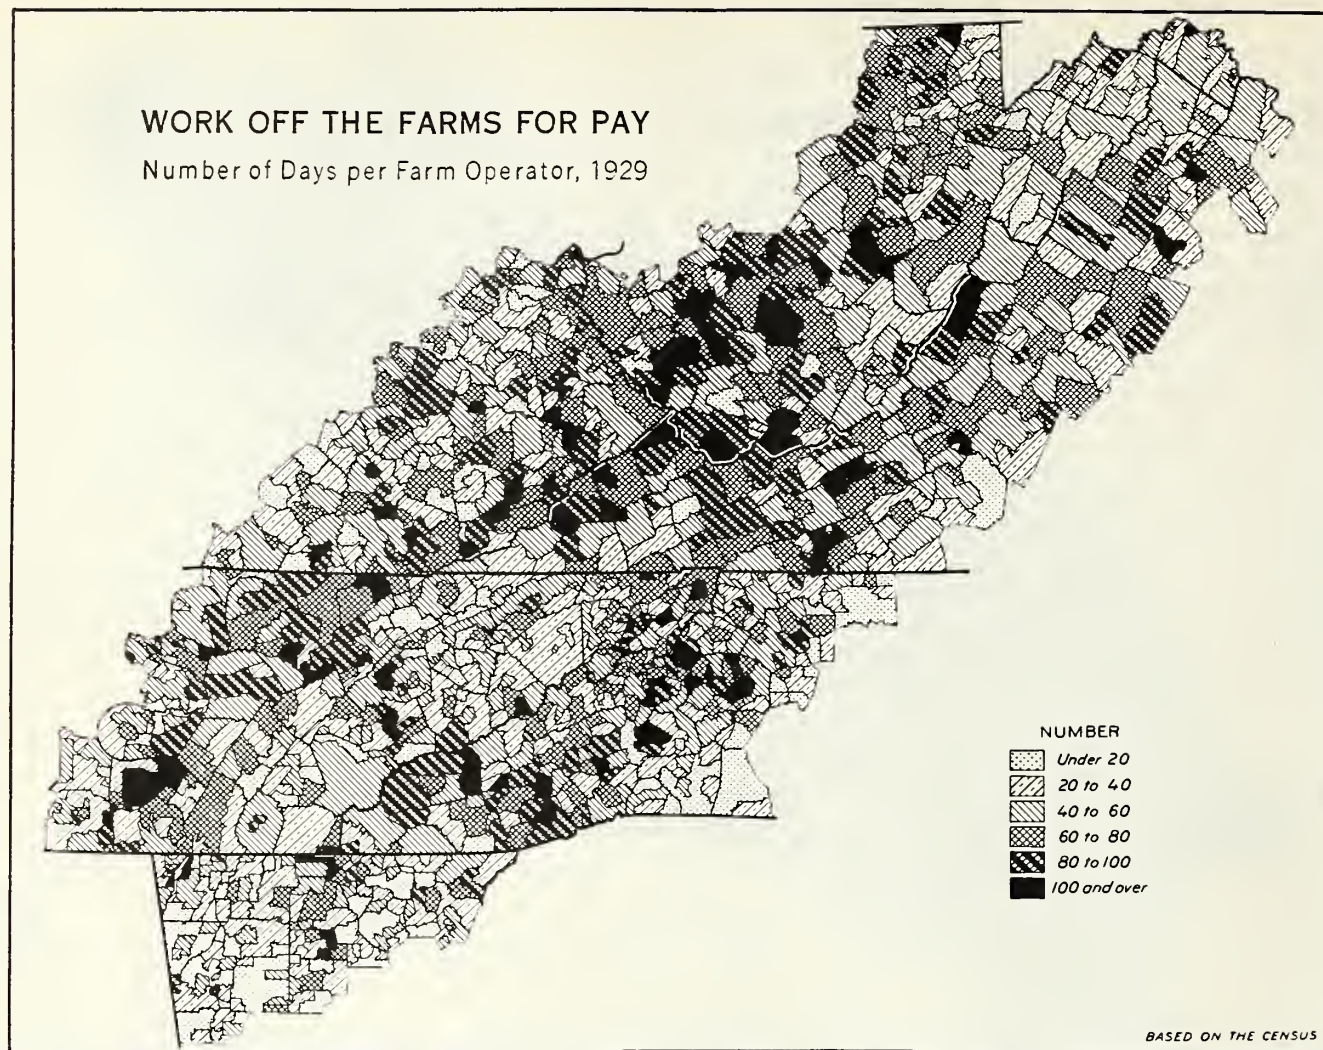 WORK OFF THE FARMS FOR PAY
Number of Days per Farm Operator, 1929
NUMBER
Under 20
20 to 40
40 to 60
60 to 80
80 to 100
100 and over
BASED ON THE CENSUS